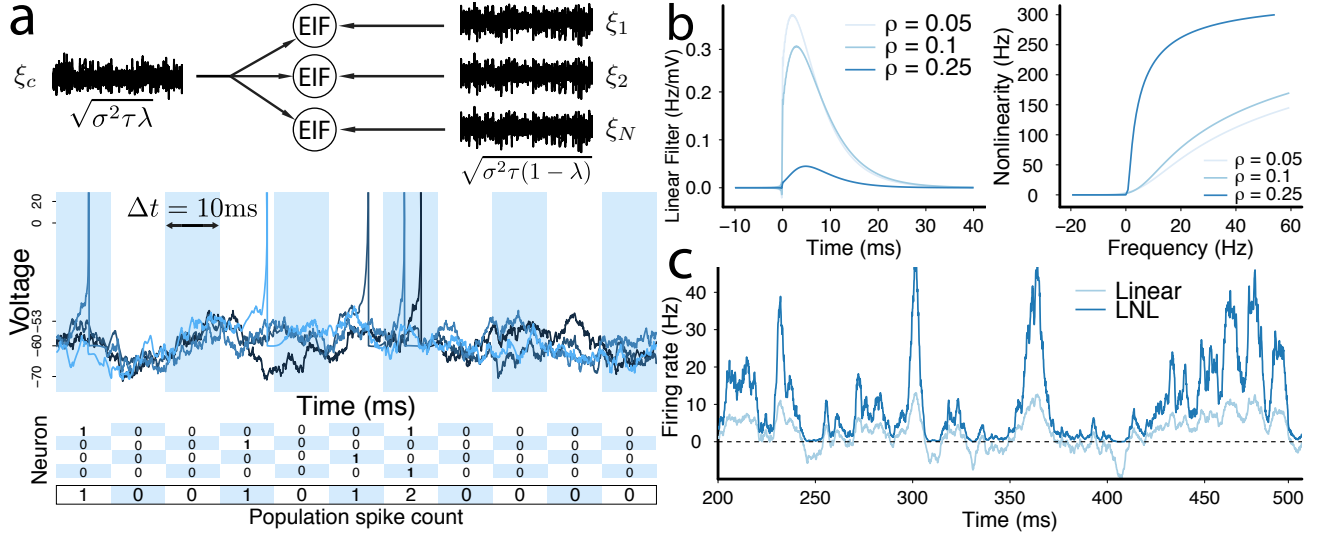 a
ξ_c
√σ²τλ
EIF
EIF
EIF
ξ_1
ξ_2
ξ_N
√σ²τ(1 − λ)
Voltage
20
0
−53
−60
−70
Δt = 10ms
Time (ms)
Neuron
1 0 0 0 0 0 1 0 0 0 0
0 0 0 1 0 0 0 0 0 0 0
0 0 0 0 0 1 0 0 0 0 0
0 0 0 0 0 0 1 0 0 0 0
1 0 0 1 0 1 2 0 0 0 0
Population spike count
b
Linear Filter (Hz/mV)
0.3
0.2
0.1
0.0
ρ = 0.05
ρ = 0.1
ρ = 0.25
−10 0 10 20 30 40
Time (ms)
Nonlinearity (Hz)
300
250
200
150
100
50
0
ρ = 0.05
ρ = 0.1
ρ = 0.25
−20 0 20 40 60
Frequency (Hz)
c
Firing rate (Hz)
40
30
20
10
0
Linear
LNL
200 300 350 400 450 500
Time (ms)